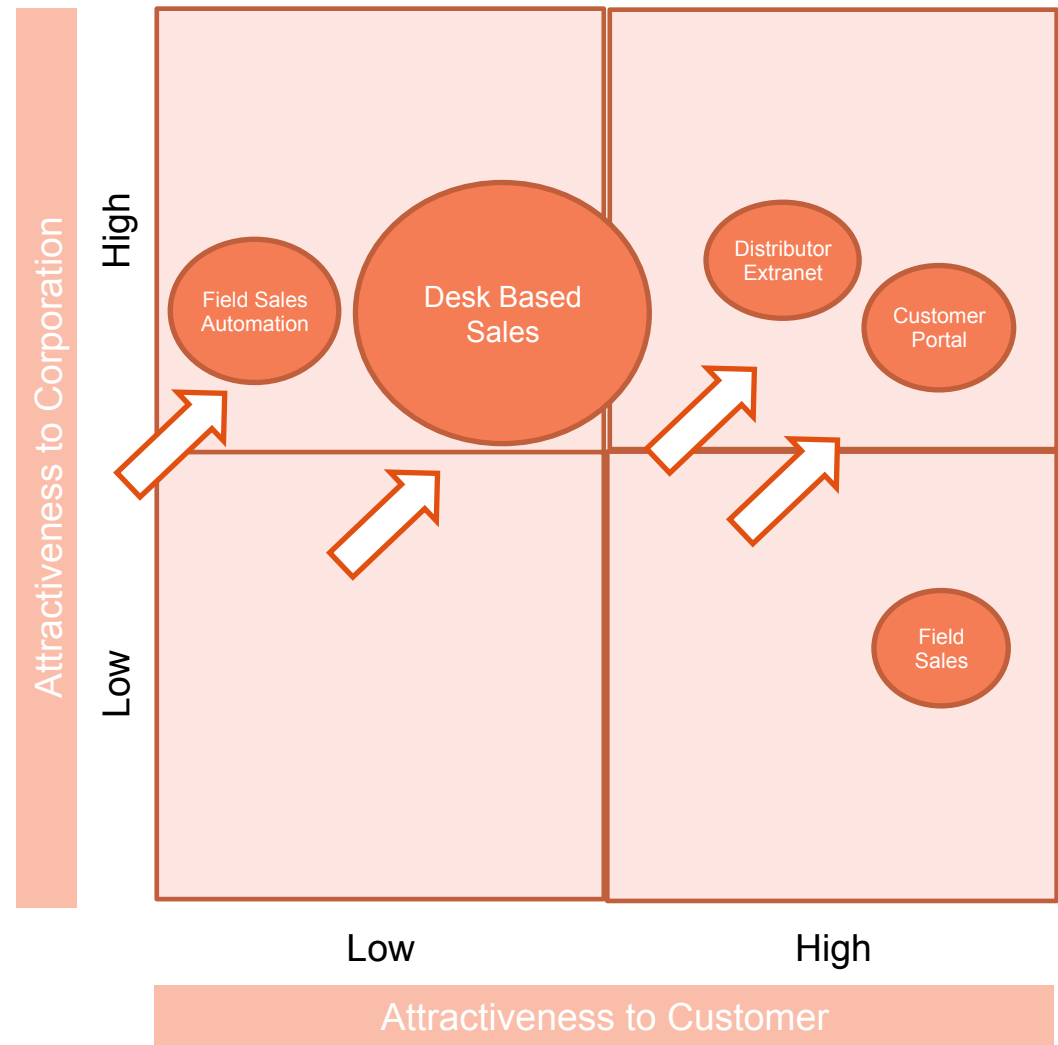 Attractiveness to Corporation
High
Low
Field Sales
Automation
Desk Based
Sales
Distributor
Extranet
Customer
Portal
Field
Sales
Low
High
Attractiveness to Customer